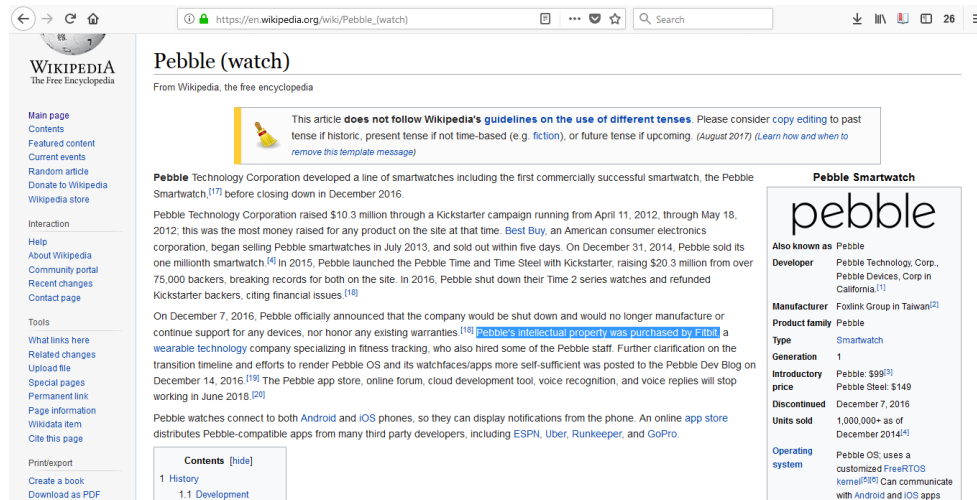 https://en.wikipedia.org/wiki/Pebble_(watch)
Search
26
WIKIPEDIA
The Free Encyclopedia
Main page
Contents
Featured content
Current events
Random article
Donate to Wikipedia
Wikipedia store
Interaction
Help
About Wikipedia
Community portal
Recent changes
Contact page
Tools
What links here
Related changes
Upload file
Special pages
Permanent link
Page information
Wikidata item
Cite this page
Print/export
Create a book
Download as PDF
Pebble (watch)
From Wikipedia, the free encyclopedia
This article does not follow Wikipedia's guidelines on the use of different tenses. Please consider copy editing to past
tense if historic, present tense if not time-based (e.g. fiction), or future tense if upcoming. (August 2017) (Learn how and when to
remove this template message)
Pebble Technology Corporation developed a line of smartwatches including the first commercially successful smartwatch, the Pebble
Smartwatch,[17] before closing down in December 2016.
Pebble Technology Corporation raised $10.3 million through a Kickstarter campaign running from April 11, 2012, through May 18,
2012; this was the most money raised for any product on the site at that time. Best Buy, an American consumer electronics
corporation, began selling Pebble smartwatches in July 2013, and sold out within five days. On December 31, 2014, Pebble sold its
one millionth smartwatch.[4] In 2015, Pebble launched the Pebble Time and Time Steel with Kickstarter, raising $20.3 million from over
75,000 backers, breaking records for both on the site. In 2016, Pebble shut down their Time 2 series watches and refunded
Kickstarter backers, citing financial issues.[18]
On December 7, 2016, Pebble officially announced that the company would be shut down and would no longer manufacture or
continue support for any devices, nor honor any existing warranties.[18] Pebble's intellectual property was purchased by Fitbit, a
wearable technology company specializing in fitness tracking, who also hired some of the Pebble staff. Further clarification on the
transition timeline and efforts to render Pebble OS and its watchfaces/apps more self-sufficient was posted to the Pebble Dev Blog on
December 14, 2016.[19] The Pebble app store, online forum, cloud development tool, voice recognition, and voice replies will stop
working in June 2018.[20]
Pebble watches connect to both Android and iOS phones, so they can display notifications from the phone. An online app store
distributes Pebble-compatible apps from many third party developers, including ESPN, Uber, Runkeeper, and GoPro.
Contents [hide]
1 History
1.1 Development
Pebble Smartwatch
pebble
Also known as Pebble
Developer Pebble Technology, Corp.,
Pebble Devices, Corp in
California.[1]
Manufacturer Foxlink Group in Taiwan[2]
Product family Pebble
Type Smartwatch
Generation 1
Introductory Pebble: $99[3]
price Pebble Steel: $149
Discontinued December 7, 2016
Units sold 1,000,000+ as of
December 2014[4]
Operating Pebble OS; uses a
system customized FreeRTOS
kernel[5][6] Can communicate
with Android and iOS apps